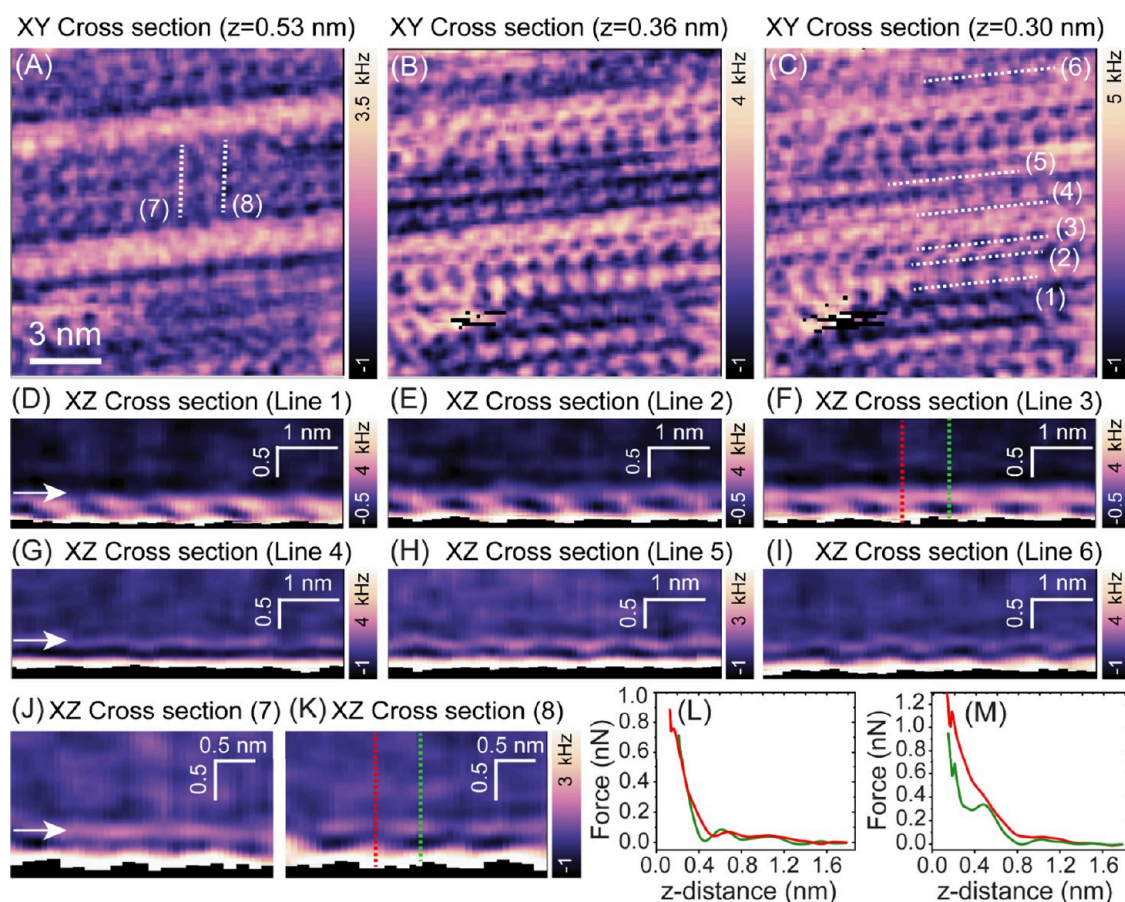 XY Cross section (z=0.53 nm) XY Cross section (z=0.36 nm) XY Cross section (z=0.30 nm)
(A) (B) (C)
3.5 kHz
-1
4 kHz
-1
5 kHz
-1
(7) (8)
3 nm
(6)
(5)
(4)
(3)
(2)
(1)
(D) XZ Cross section (Line 1) (E) XZ Cross section (Line 2) (F) XZ Cross section (Line 3)
1 nm
0.5
-0.5 4 kHz
1 nm
0.5
-0.5 4 kHz
1 nm
0.5
-0.5 4 kHz
(G) XZ Cross section (Line 4) (H) XZ Cross section (Line 5) (I) XZ Cross section (Line 6)
1 nm
0.5
-1 4 kHz
1 nm
0.5
-1 3 kHz
1 nm
0.5
-1 4 kHz
(J) XZ Cross section (7) (K) XZ Cross section (8)
0.5 nm
0.5
0.5 nm
0.5
-1 3 kHz
(L)
Force (nN)
1.0
0.8
0.6
0.4
0.2
0.0
0.0 0.4 0.8 1.2 1.6
z-distance (nm)
(M)
Force (nN)
1.2
1.0
0.8
0.6
0.4
0.2
0.0
0.0 0.4 0.8 1.2 1.6
z-distance (nm)